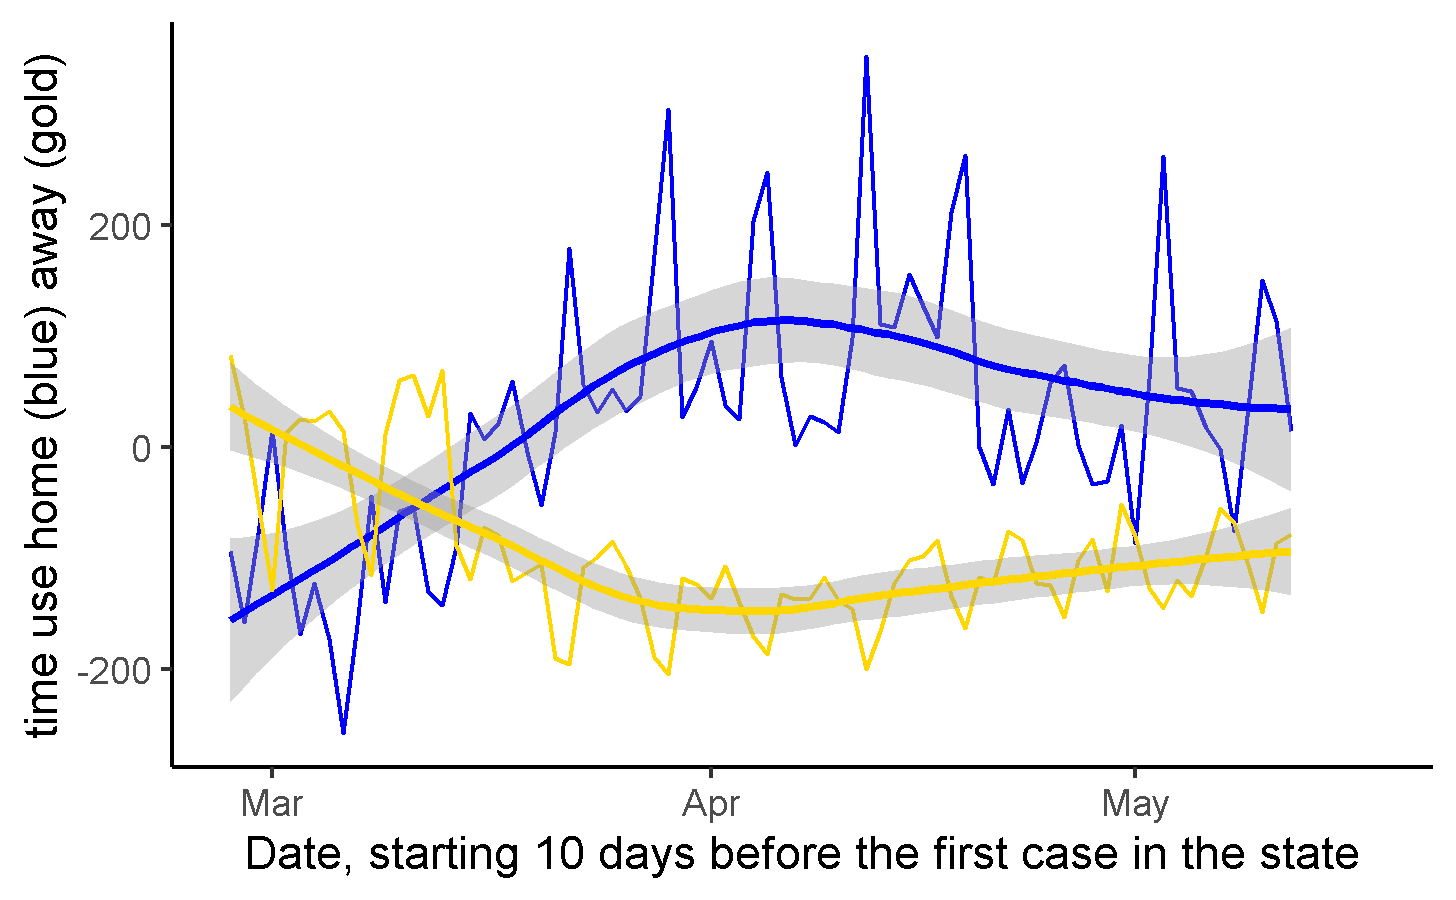 time use home (blue) away (gold)
200
0
-200
Mar
Apr
May
Date, starting 10 days before the first case in the state